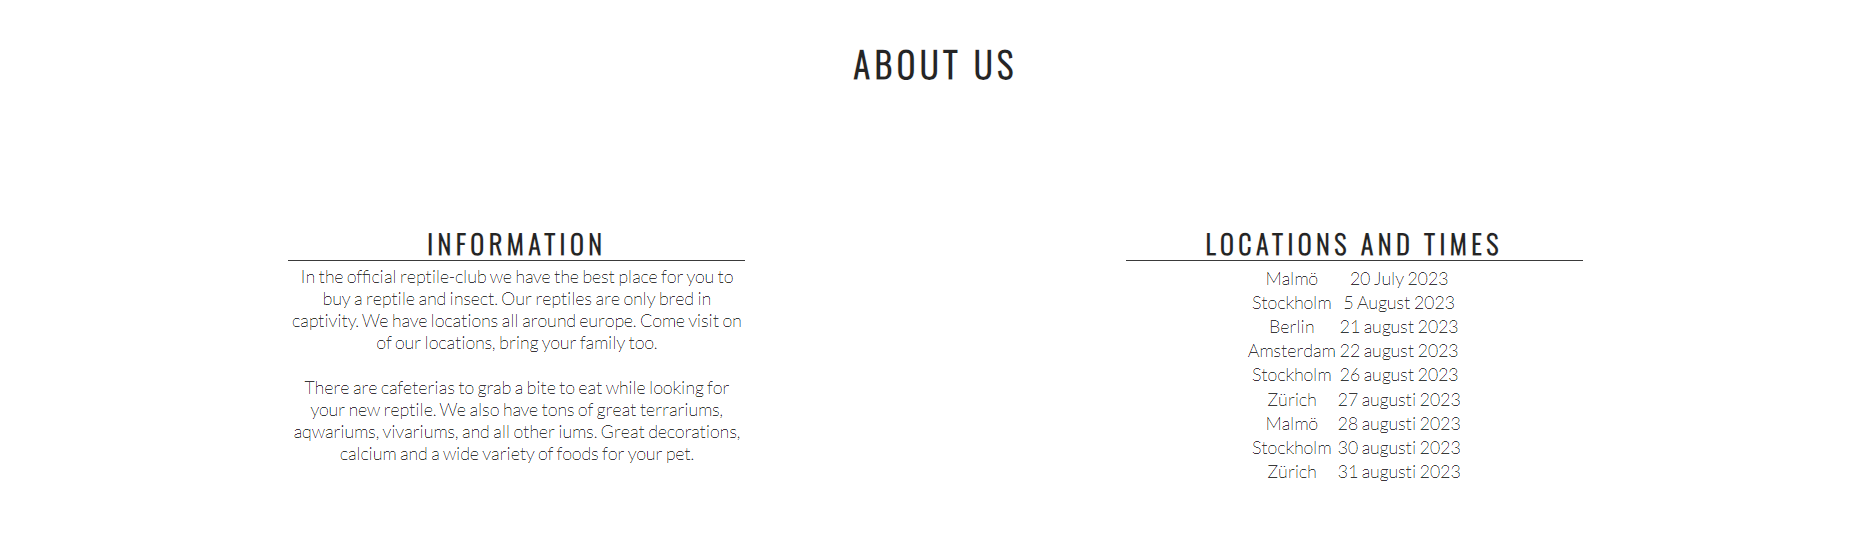 ABOUT US
INFORMATION
In the official reptile-club we have the best place for you to
buy a reptile and insect. Our reptiles are only bred in
captivity. We have locations all around europe. Come visit on
of our locations, bring your family too.
There are cafeterias to grab a bite to eat while looking for
your new reptile. We also have tons of great terrariums,
aqwariums, vivariums, and all other iums. Great decorations,
calcium and a wide variety of foods for your pet.
LOCATIONS AND TIMES
Malmö 20 July 2023
Stockholm 5 August 2023
Berlin 21 august 2023
Amsterdam 22 august 2023
Stockholm 26 august 2023
Zürich 27 augusti 2023
Malmö 28 augusti 2023
Stockholm 30 augusti 2023
Zürich 31 augusti 2023